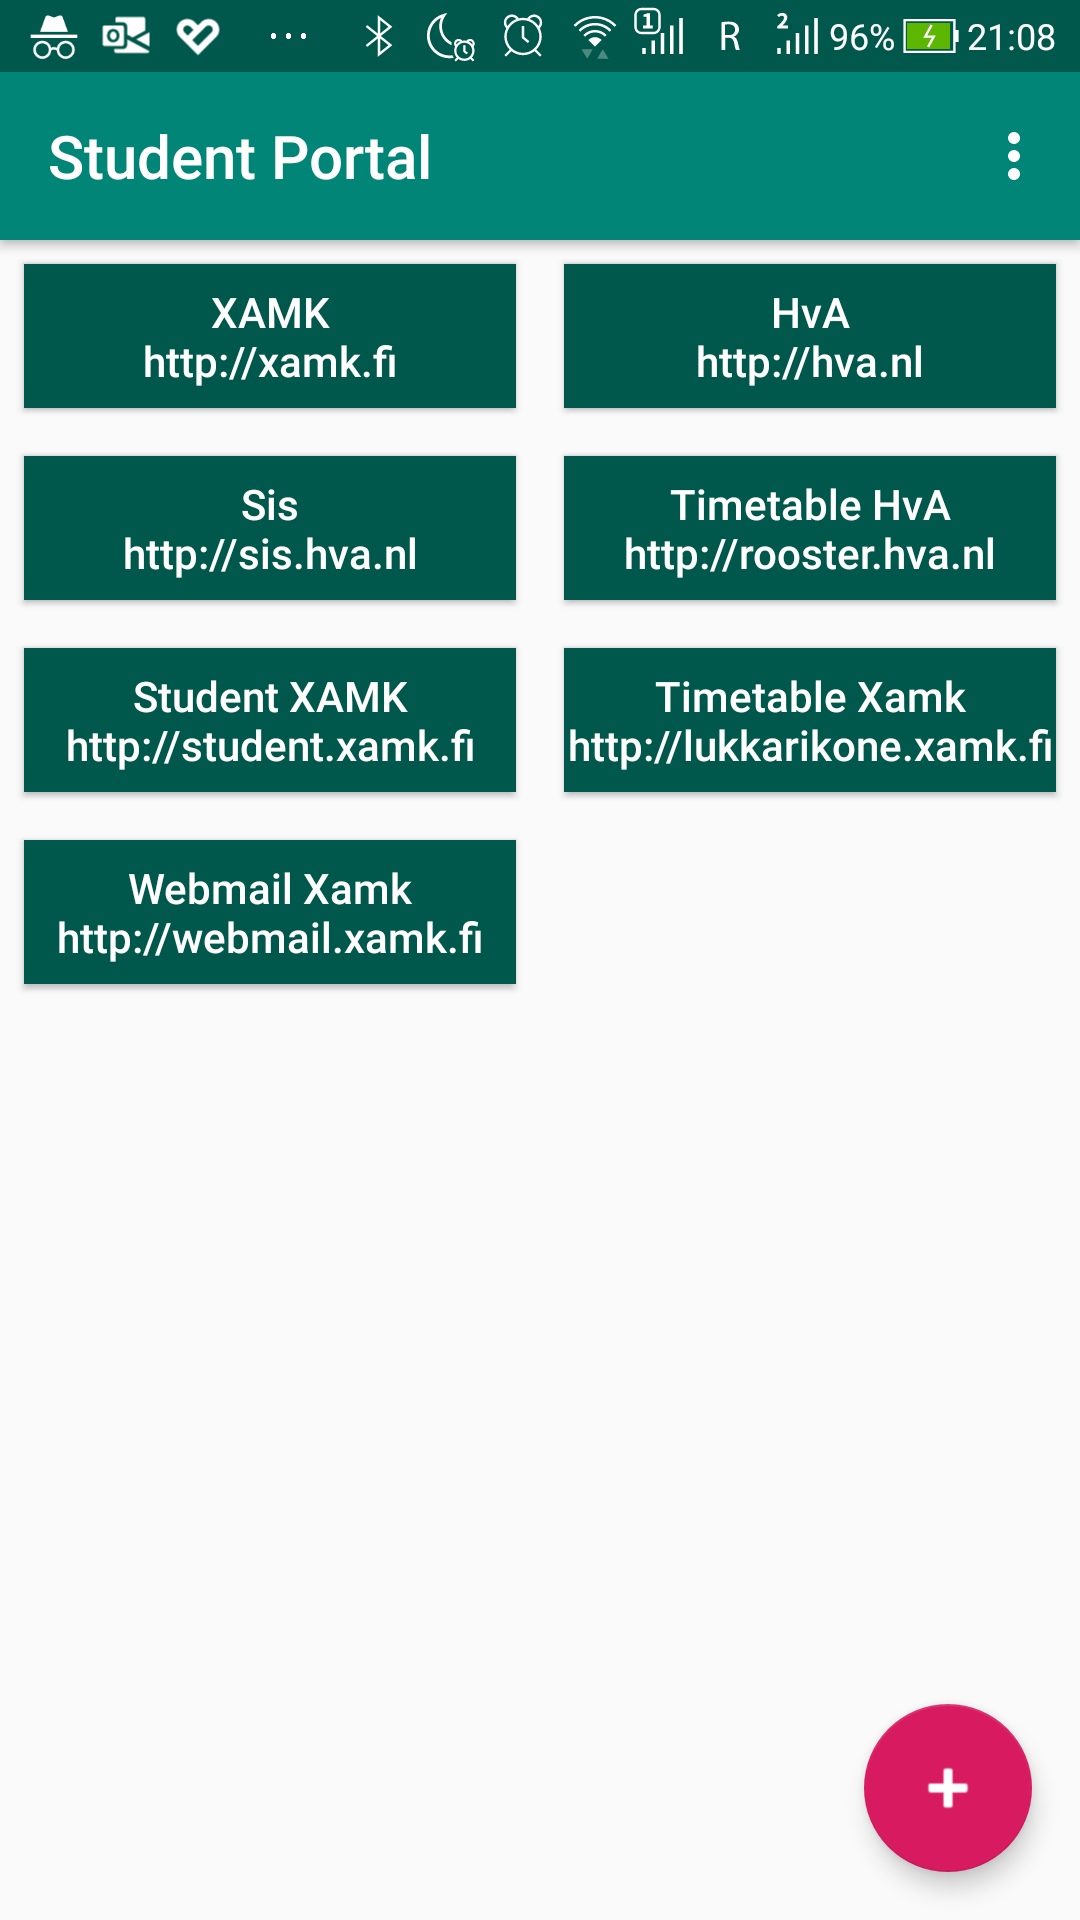 1 R 2 96% 21:08
Student Portal
XAMK
http://xamk.fi
HvA
http://hva.nl
Sis
http://sis.hva.nl
Timetable HvA
http://rooster.hva.nl
Student XAMK
http://student.xamk.fi
Timetable Xamk
http://lukkarikone.xamk.fi
Webmail Xamk
http://webmail.xamk.fi